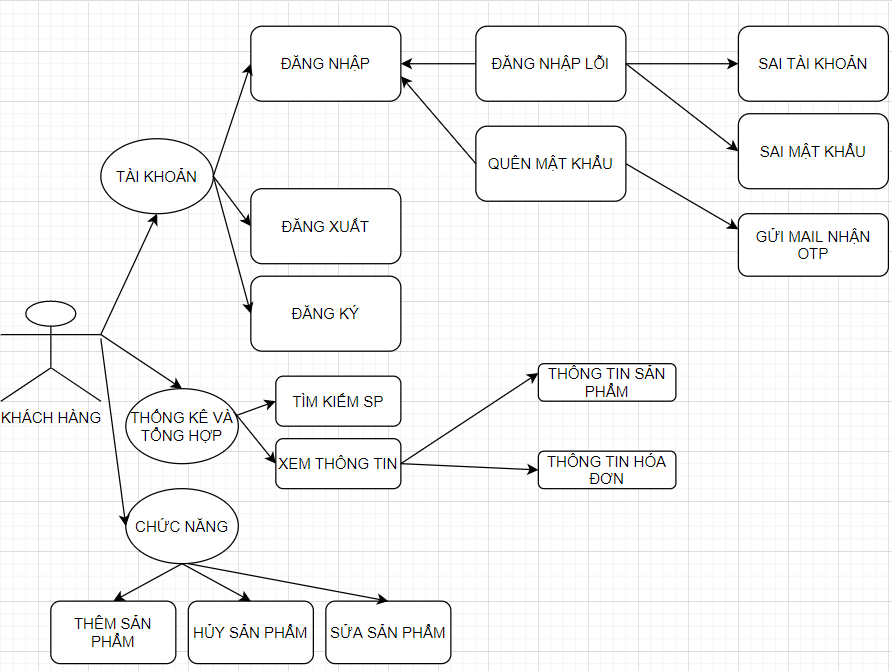 ĐĂNG NHẬP
ĐĂNG NHẬP LỖI
SAI TÀI KHOẢN
SAI MẬT KHẨU
QUÊN MẬT KHẨU
TÀI KHOẢN
ĐĂNG XUẤT
GỬI MAIL NHẬN
OTP
ĐĂNG KÝ
KHÁCH HÀNG
THỐNG KÊ VÀ
TỔNG HỢP
TÌM KIẾM SP
THÔNG TIN SẢN
PHẨM
XEM THÔNG TIN
THÔNG TIN HÓA
ĐƠN
CHỨC NĂNG
THÊM SẢN
PHẨM
HỦY SẢN PHẨM
SỬA SẢN PHẨM